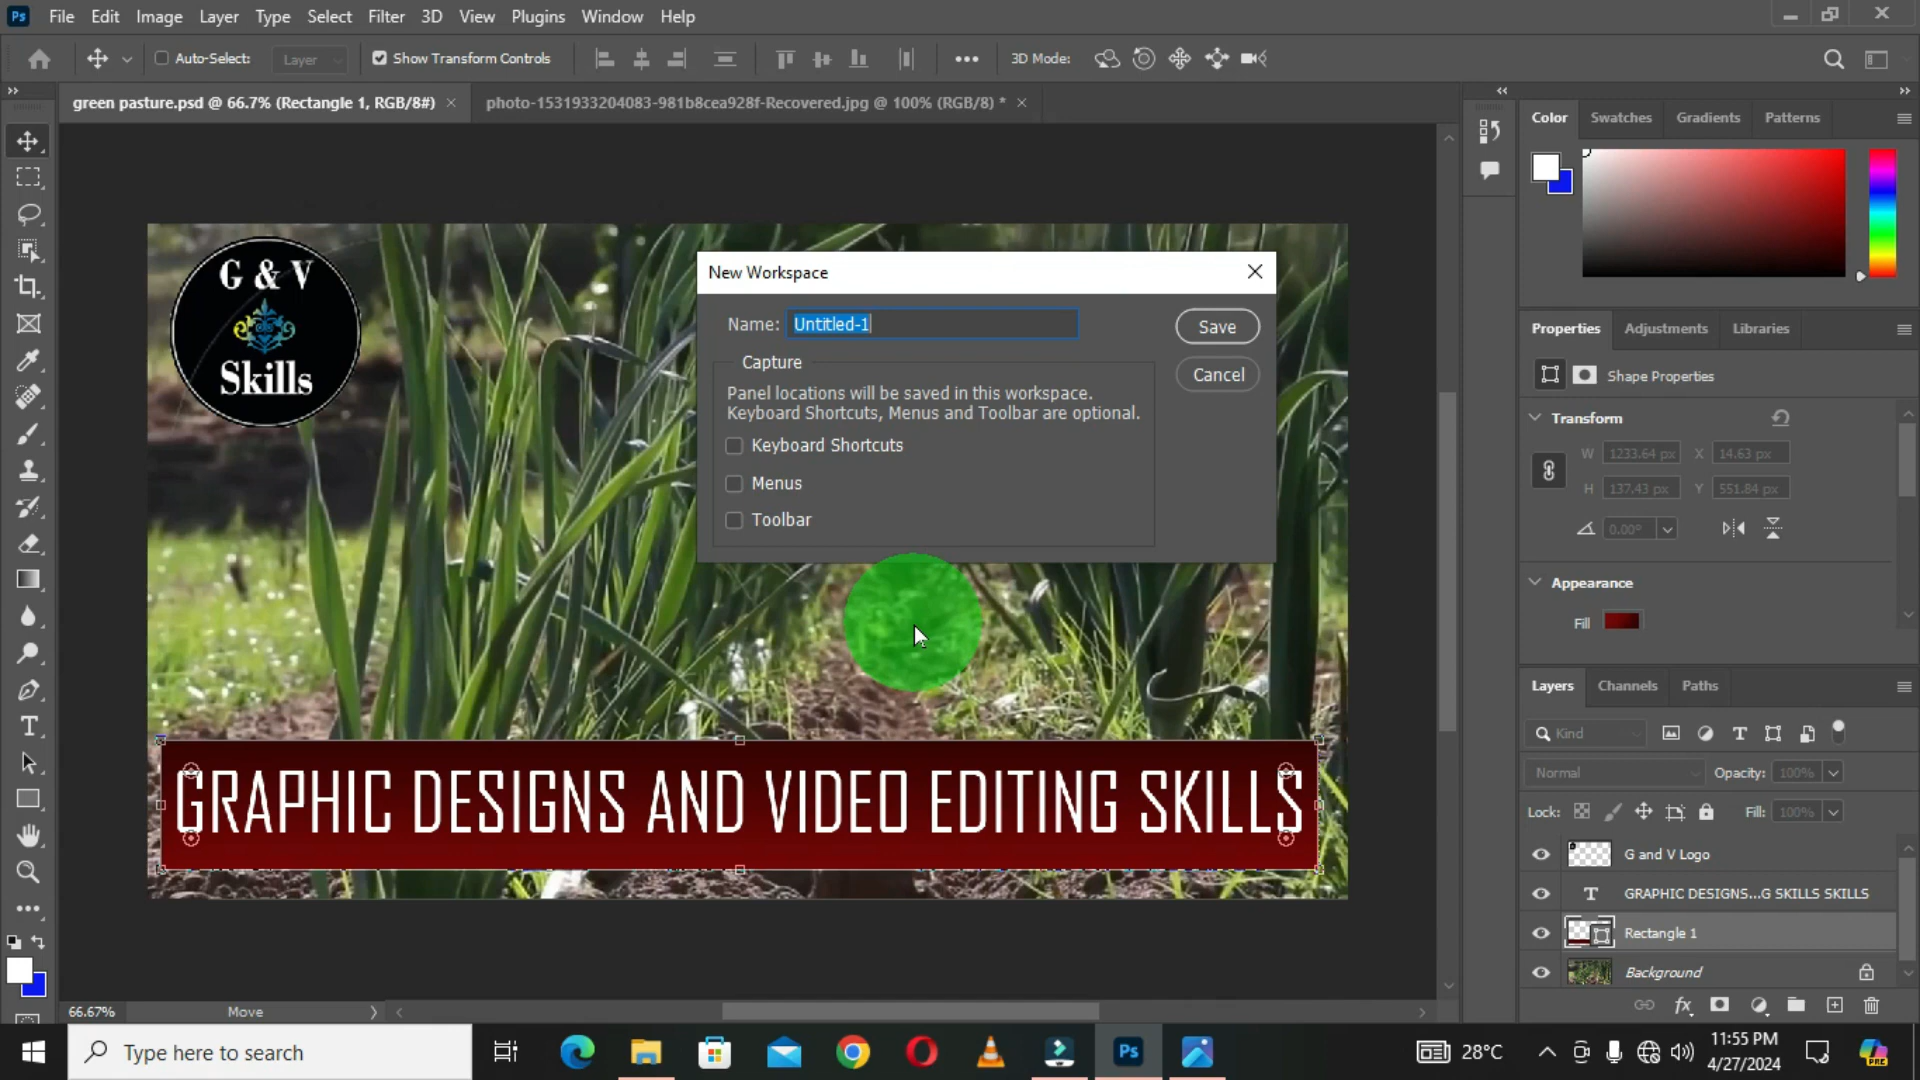 Ps File Edit Image Layer Type Select Filter 3D View Plugins Window Help
Auto-Select: Layer Show Transform Controls 3D Mode:
green pasture.psd @ 66.7% (Rectangle 1, RGB/8#) photo-1531933204083-981b8cea928f-Recovered.jpg @ 100% (RGB/8) *
Color Swatches Gradients Patterns
G & V
Skills
New Workspace
Name: Untitled-1 Save
Capture Cancel
Panel locations will be saved in this workspace.
Keyboard Shortcuts, Menus and Toolbar are optional.
Keyboard Shortcuts
Menus
Toolbar
Properties Adjustments Libraries
Shape Properties
Transform
W 1233.64 px X 14.63 px
H 137.43 px Y 551.84 px
0.00°
Appearance
Fill
GRAPHIC DESIGNS AND VIDEO EDITING SKILLS
Layers Channels Paths
Kind
Normal Opacity: 100%
Lock: Fill: 100%
G and V Logo
GRAPHIC DESIGNS...G SKILLS SKILLS
Rectangle 1
Background
66.67% Move
Type here to search
Ps
28°C
11:55 PM
4/27/2024
PRE